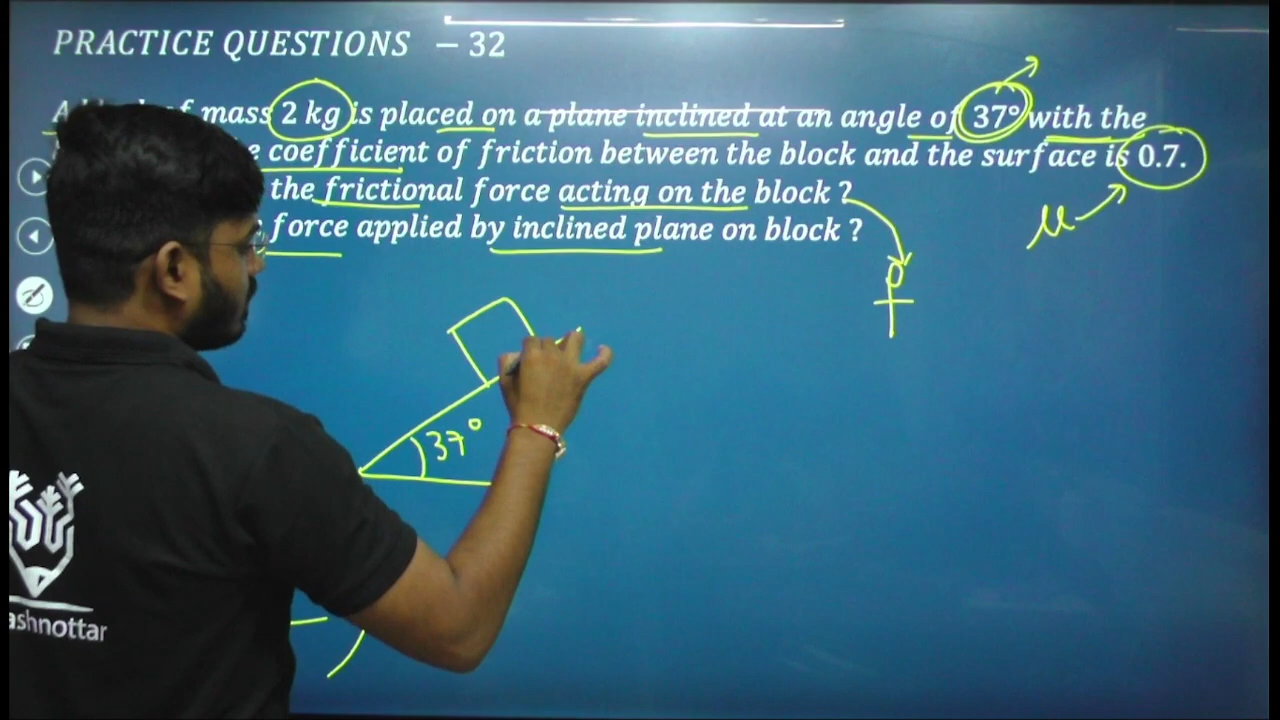 PRACTICE QUESTIONS - 32
mass 2 kg is placed on a plane inclined at an angle of 37° with the
coefficient of friction between the block and the surface is 0.7.
the frictional force acting on the block ?
force applied by inclined plane on block ?
μ
37°
ashnottar